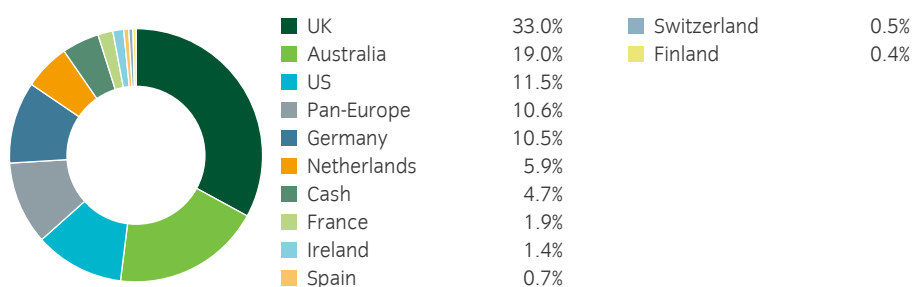 UK 33.0%
Australia 19.0%
US 11.5%
Pan-Europe 10.6%
Germany 10.5%
Netherlands 5.9%
Cash 4.7%
France 1.9%
Ireland 1.4%
Spain 0.7%
Switzerland 0.5%
Finland 0.4%